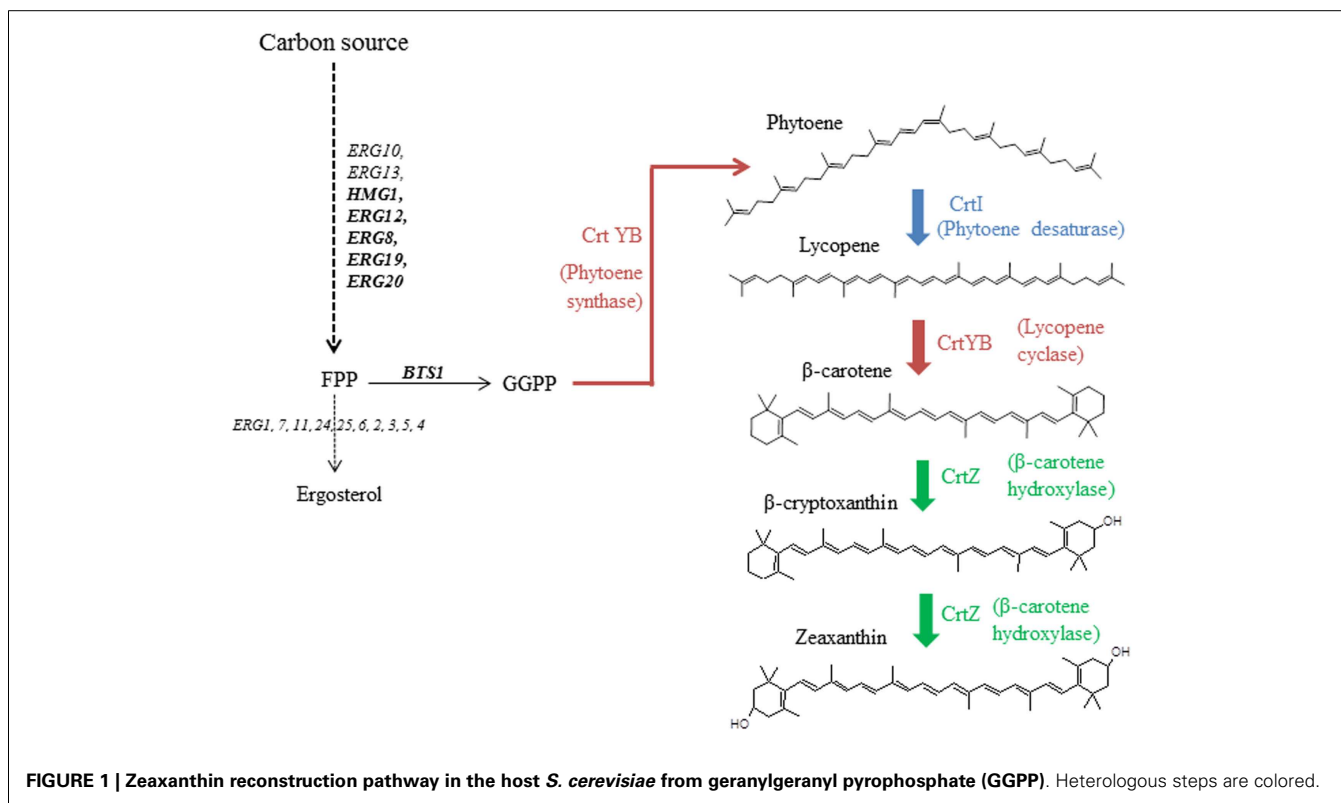 Carbon source
ERG10,
ERG13,
HMG1,
ERG12,
ERG8,
ERG19,
ERG20
FPP
BTS1
GGPP
ERG1, 7, 11, 24, 25, 6, 2, 3, 5, 4
Ergosterol
Crt YB
(Phytoene
synthase)
Phytoene
CrtI
(Phytoene desaturase)
Lycopene
CrtYB
(Lycopene
cyclase)
β-carotene
CrtZ
(β-carotene
hydroxylase)
β-cryptoxanthin
OH
CrtZ
(β-carotene
hydroxylase)
Zeaxanthin
OH
HO
FIGURE 1 | Zeaxanthin reconstruction pathway in the host S. cerevisiae from geranylgeranyl pyrophosphate (GGPP). Heterologous steps are colored.